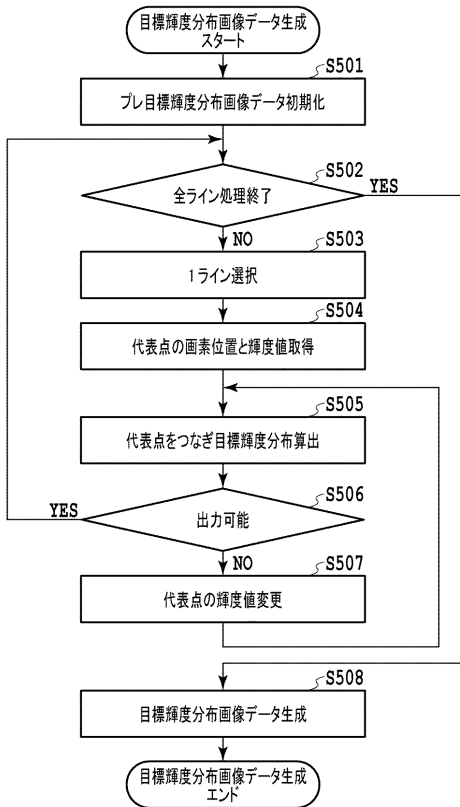 目標輝度分布画像データ生成
スタート
S501
プレ目標輝度分布画像データ初期化
S502
全ライン処理終了
YES
NO
S503
1ライン選択
S504
代表点の画素位置と輝度値取得
S505
代表点をつなぎ目標輝度分布算出
S506
YES
出力可能
NO
S507
代表点の輝度値変更
S508
目標輝度分布画像データ生成
目標輝度分布画像データ生成
エンド